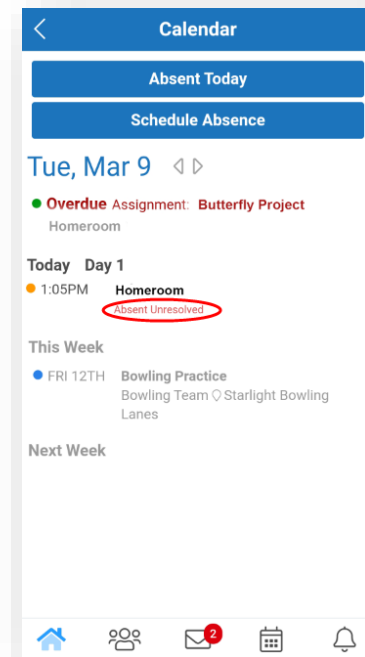 Calendar
Absent Today
Schedule Absence
Tue, Mar 9
Overdue Assignment: Butterfly Project
Homeroom
Today Day 1
1:05PM Homeroom
Absent Unresolved
This Week
FRI 12TH Bowling Practice
Bowling Team Starlight Bowling
Lanes
Next Week
2